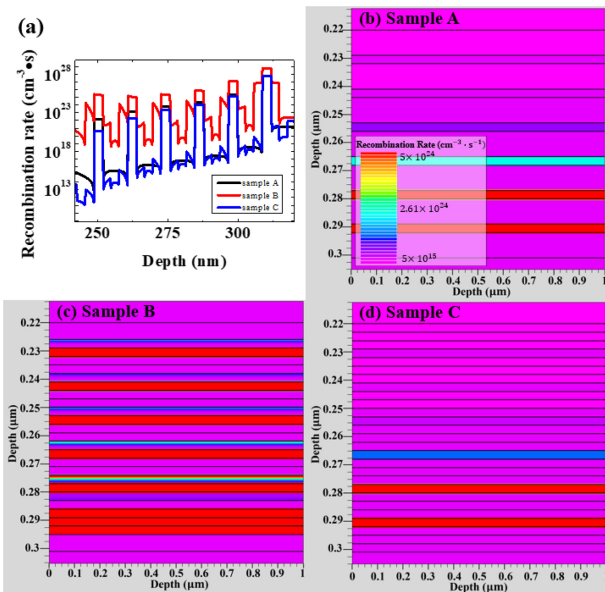 (a)
Recombination rate (cm⁻³•s)
10²⁸
10²³
10¹⁸
10¹³
sample A
sample B
sample C
250 275 300
Depth (nm)
(b) Sample A
Depth (µm)
0.22
0.23
0.24
0.25
0.26
0.27
0.28
0.29
0.3
Recombination Rate (cm⁻³ · s⁻¹)
5× 10²⁴
2.61× 10²⁴
5× 10¹⁵
0 0.1 0.2 0.3 0.4 0.5 0.6 0.7 0.8 0.9 1
Depth (µm)
(c) Sample B
Depth (µm)
0.22
0.23
0.24
0.25
0.26
0.27
0.28
0.29
0.3
0 0.1 0.2 0.3 0.4 0.5 0.6 0.7 0.8 0.9 1
Depth (µm)
(d) Sample C
Depth (µm)
0.22
0.23
0.24
0.25
0.26
0.27
0.28
0.29
0.3
0 0.1 0.2 0.3 0.4 0.5 0.6 0.7 0.8 0.9 1
Depth (µm)